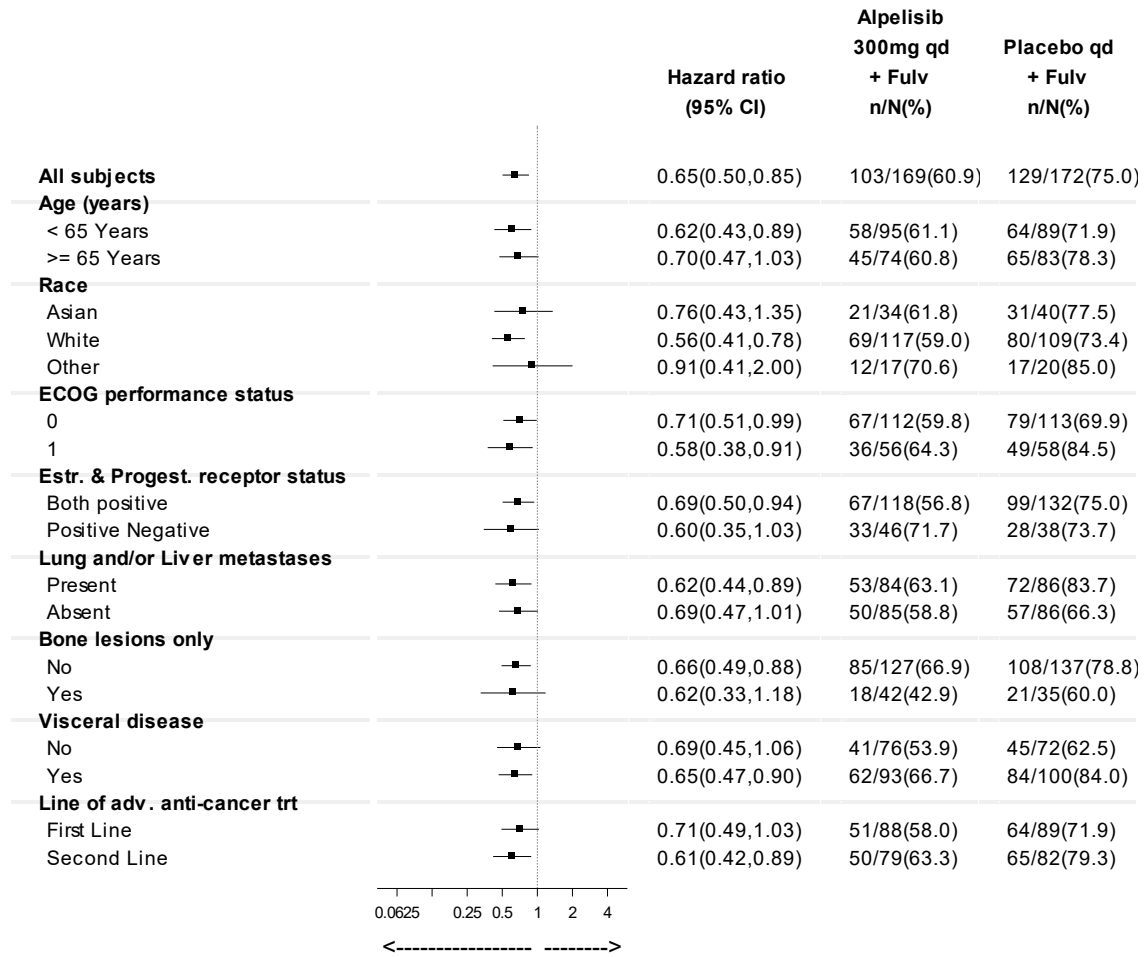 Alpelisib
300mg qd Placebo qd
Hazard ratio + Fulv + Fulv
(95% CI) n/N(%) n/N(%)
All subjects 0.65(0.50,0.85) 103/169(60.9) 129/172(75.0)
Age (years)
< 65 Years 0.62(0.43,0.89) 58/95(61.1) 64/89(71.9)
>= 65 Years 0.70(0.47,1.03) 45/74(60.8) 65/83(78.3)
Race
Asian 0.76(0.43,1.35) 21/34(61.8) 31/40(77.5)
White 0.56(0.41,0.78) 69/117(59.0) 80/109(73.4)
Other 0.91(0.41,2.00) 12/17(70.6) 17/20(85.0)
ECOG performance status
0 0.71(0.51,0.99) 67/112(59.8) 79/113(69.9)
1 0.58(0.38,0.91) 36/56(64.3) 49/58(84.5)
Estr. & Progest. receptor status
Both positive 0.69(0.50,0.94) 67/118(56.8) 99/132(75.0)
Positive Negative 0.60(0.35,1.03) 33/46(71.7) 28/38(73.7)
Lung and/or Liver metastases
Present 0.62(0.44,0.89) 53/84(63.1) 72/86(83.7)
Absent 0.69(0.47,1.01) 50/85(58.8) 57/86(66.3)
Bone lesions only
No 0.66(0.49,0.88) 85/127(66.9) 108/137(78.8)
Yes 0.62(0.33,1.18) 18/42(42.9) 21/35(60.0)
Visceral disease
No 0.69(0.45,1.06) 41/76(53.9) 45/72(62.5)
Yes 0.65(0.47,0.90) 62/93(66.7) 84/100(84.0)
Line of adv. anti-cancer trt
First Line 0.71(0.49,1.03) 51/88(58.0) 64/89(71.9)
Second Line 0.61(0.42,0.89) 50/79(63.3) 65/82(79.3)
0.0625 0.25 0.5 1 2 4
<----------------- -------->